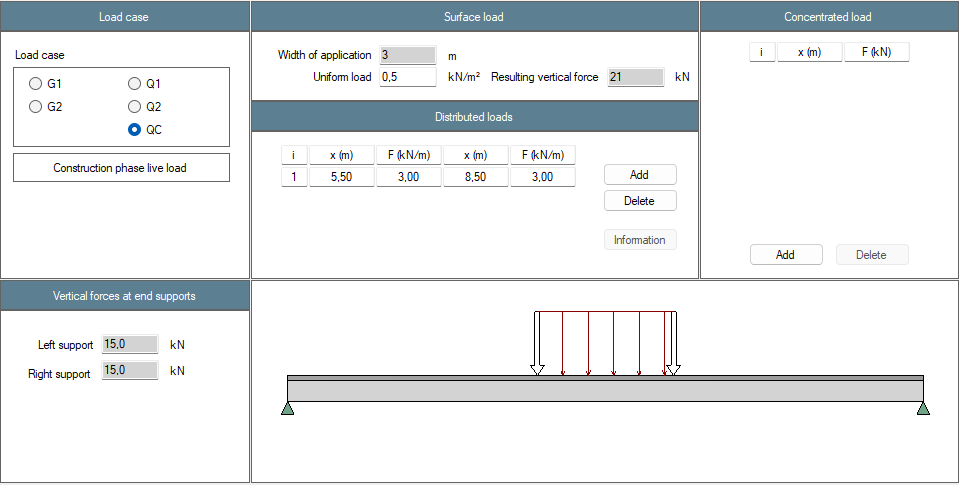 Load case
Load case
G1
Q1
G2
Q2
QC
Construction phase live load
Surface load
Width of application 3 m
Uniform load 0,5 kN/m² Resulting vertical force 21 kN
Distributed loads
i x (m) F (kN/m) x (m) F (kN/m)
1 5,50 3,00 8,50 3,00
Add
Delete
Information
Concentrated load
i x (m) F (kN)
Add Delete
Vertical forces at end supports
Left support 15,0 kN
Right support 15,0 kN